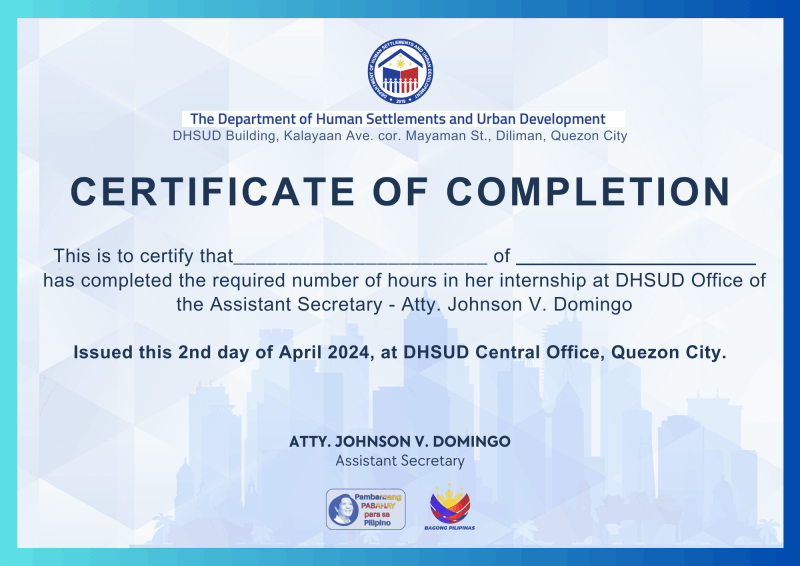 DEPARTMENT OF HUMAN SETTLEMENTS AND URBAN DEVELOPMENT
2019
The Department of Human Settlements and Urban Development
DHSUD Building, Kalayaan Ave. cor. Mayaman St., Diliman, Quezon City
CERTIFICATE OF COMPLETION
This is to certify that________________________ of ______________________
has completed the required number of hours in her internship at DHSUD Office of
the Assistant Secretary - Atty. Johnson V. Domingo
Issued this 2nd day of April 2024, at DHSUD Central Office, Quezon City.
ATTY. JOHNSON V. DOMINGO
Assistant Secretary
Pambansang
PABAHAY
para sa
Pilipino
BAGONG PILIPINAS